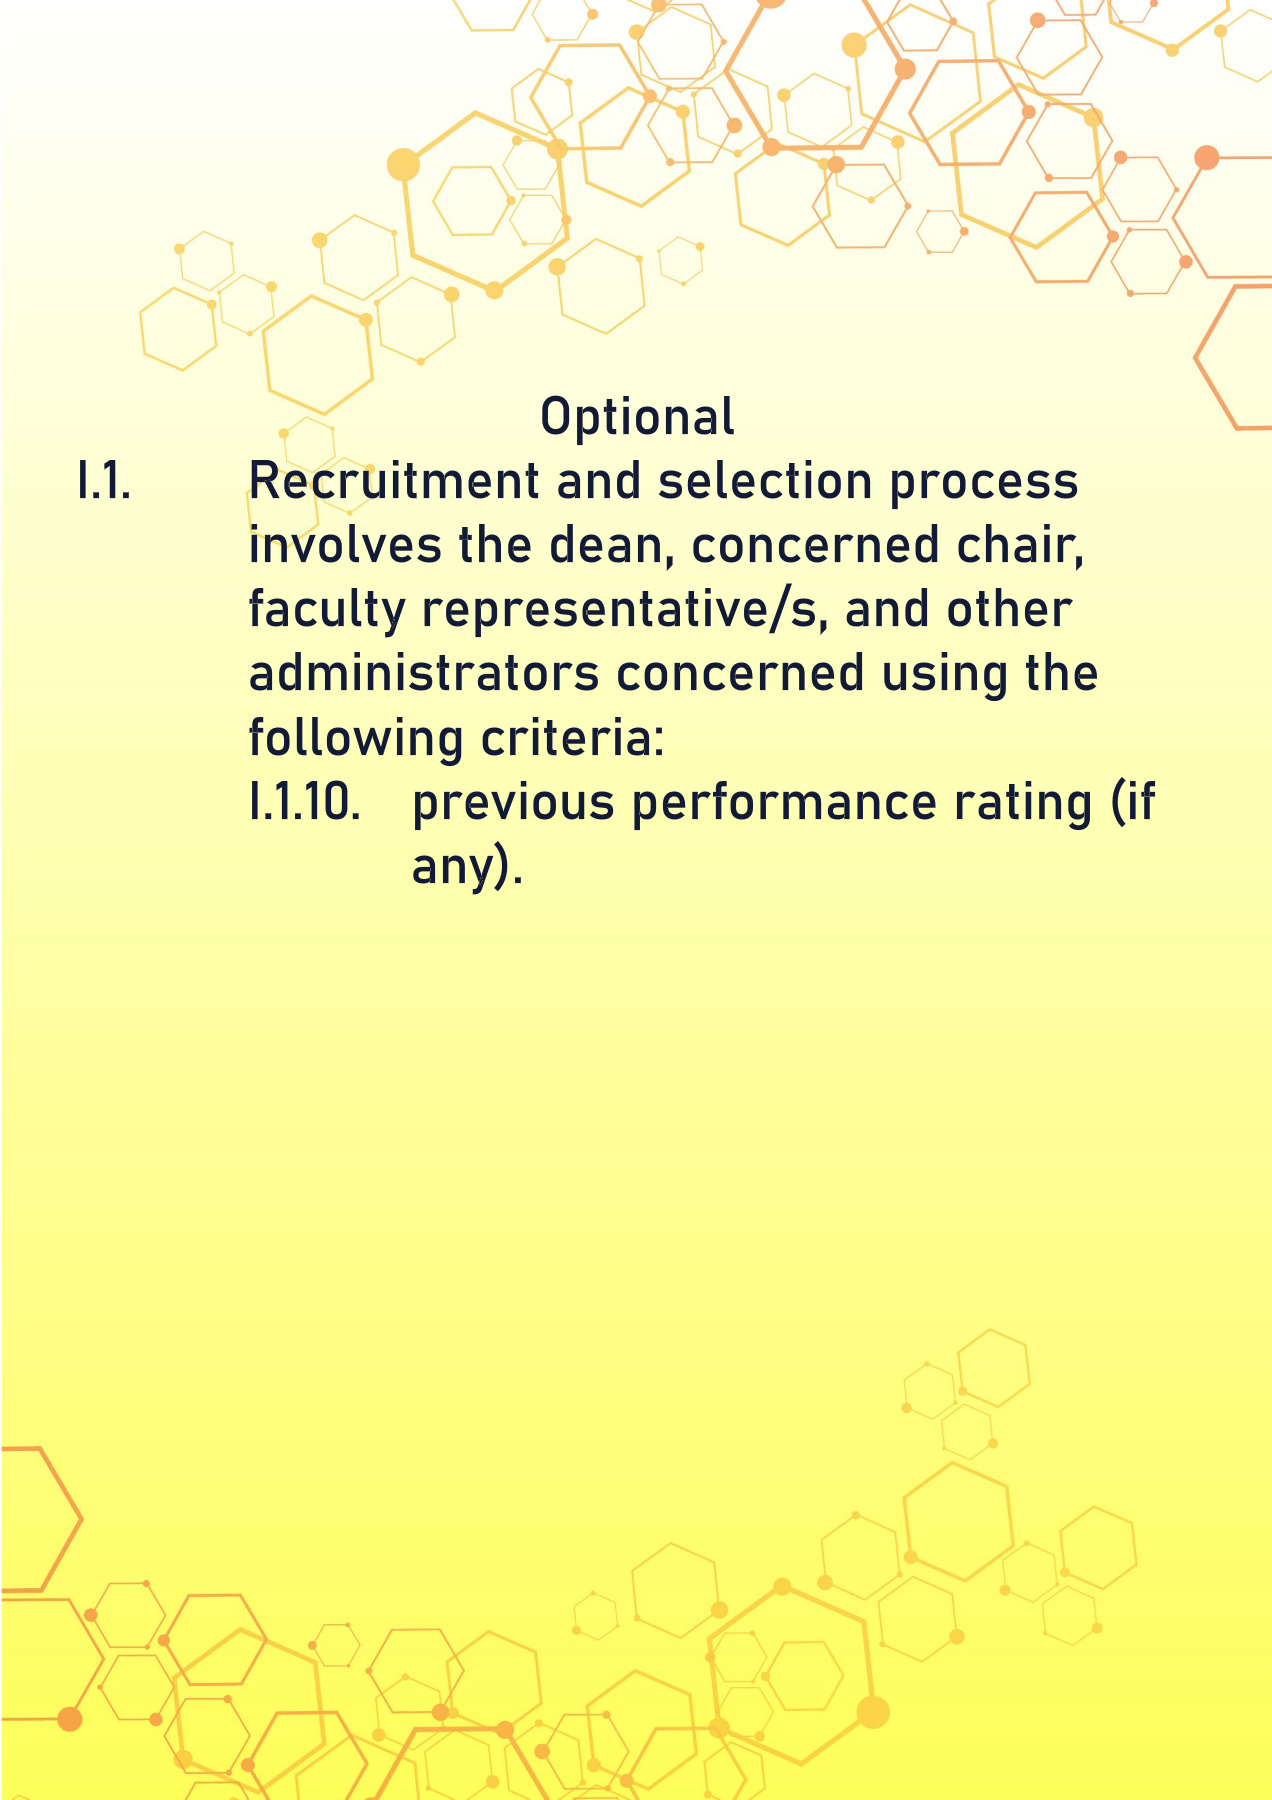 Optional
I.1. Recruitment and selection process
involves the dean, concerned chair,
faculty representative/s, and other
administrators concerned using the
following criteria:
I.1.10. previous performance rating (if
any).